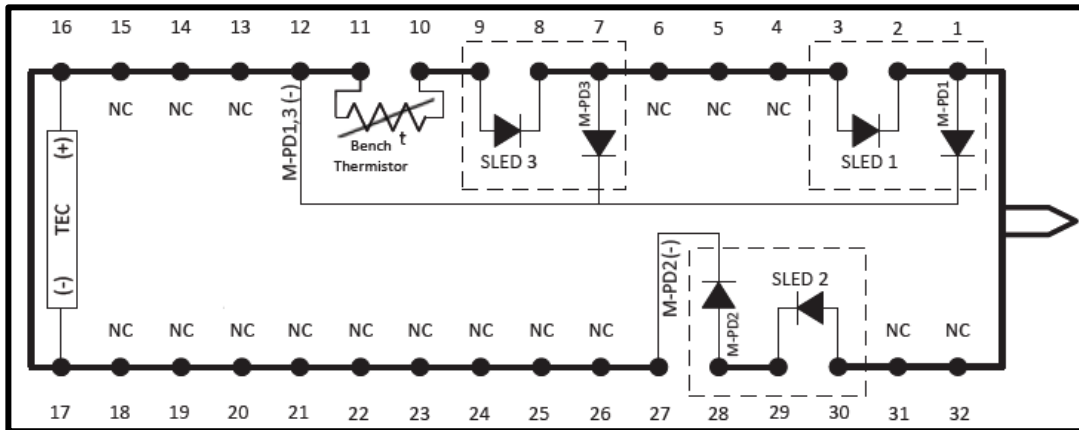 16 15 14 13 12 11 10 9 8 7 6 5 4 3 2 1
NC NC NC M-PD1,3 (-) M-PD3 NC NC NC M-PD1
t
Bench
Thermistor
SLED 3 SLED 1
(+)
TEC
(-)
M-PD2(-) M-PD2 SLED 2
NC NC NC NC NC NC NC NC NC NC NC
17 18 19 20 21 22 23 24 25 26 27 28 29 30 31 32